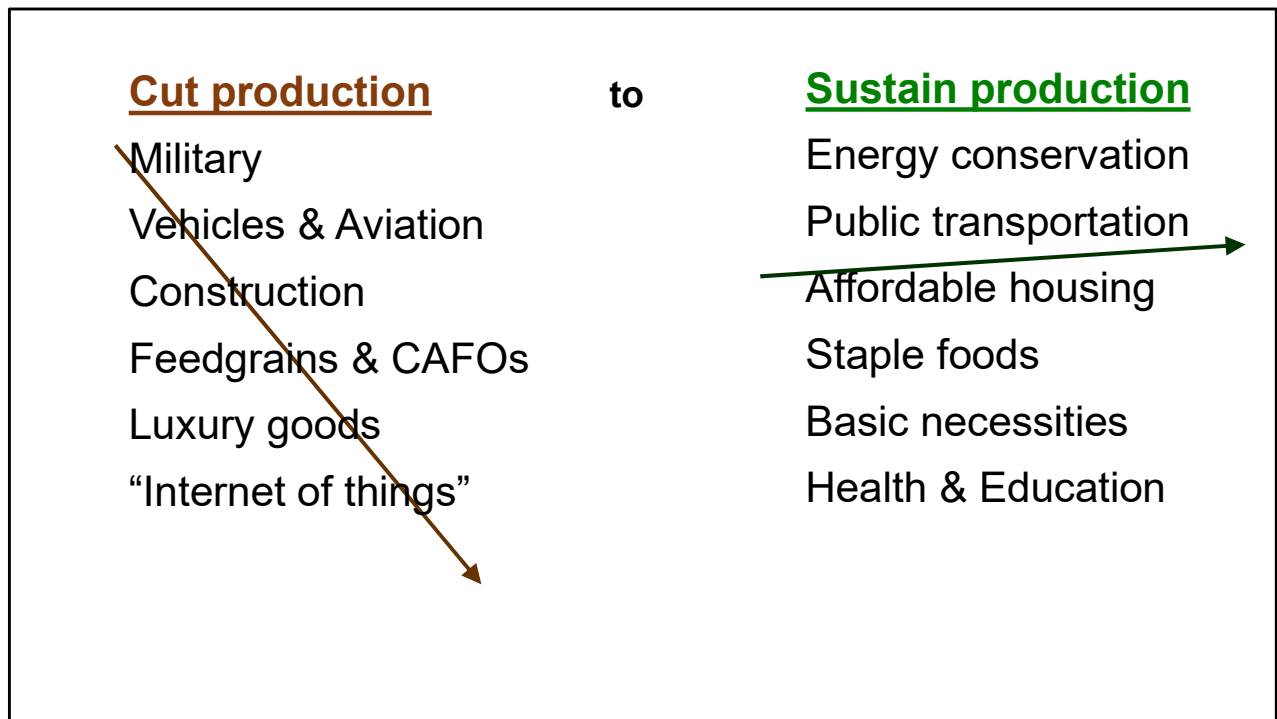 Cut production to Sustain production
Military
Vehicles & Aviation
Construction
Feedgrains & CAFOs
Luxury goods
“Internet of things”
Energy conservation
Public transportation
Affordable housing
Staple foods
Basic necessities
Health & Education